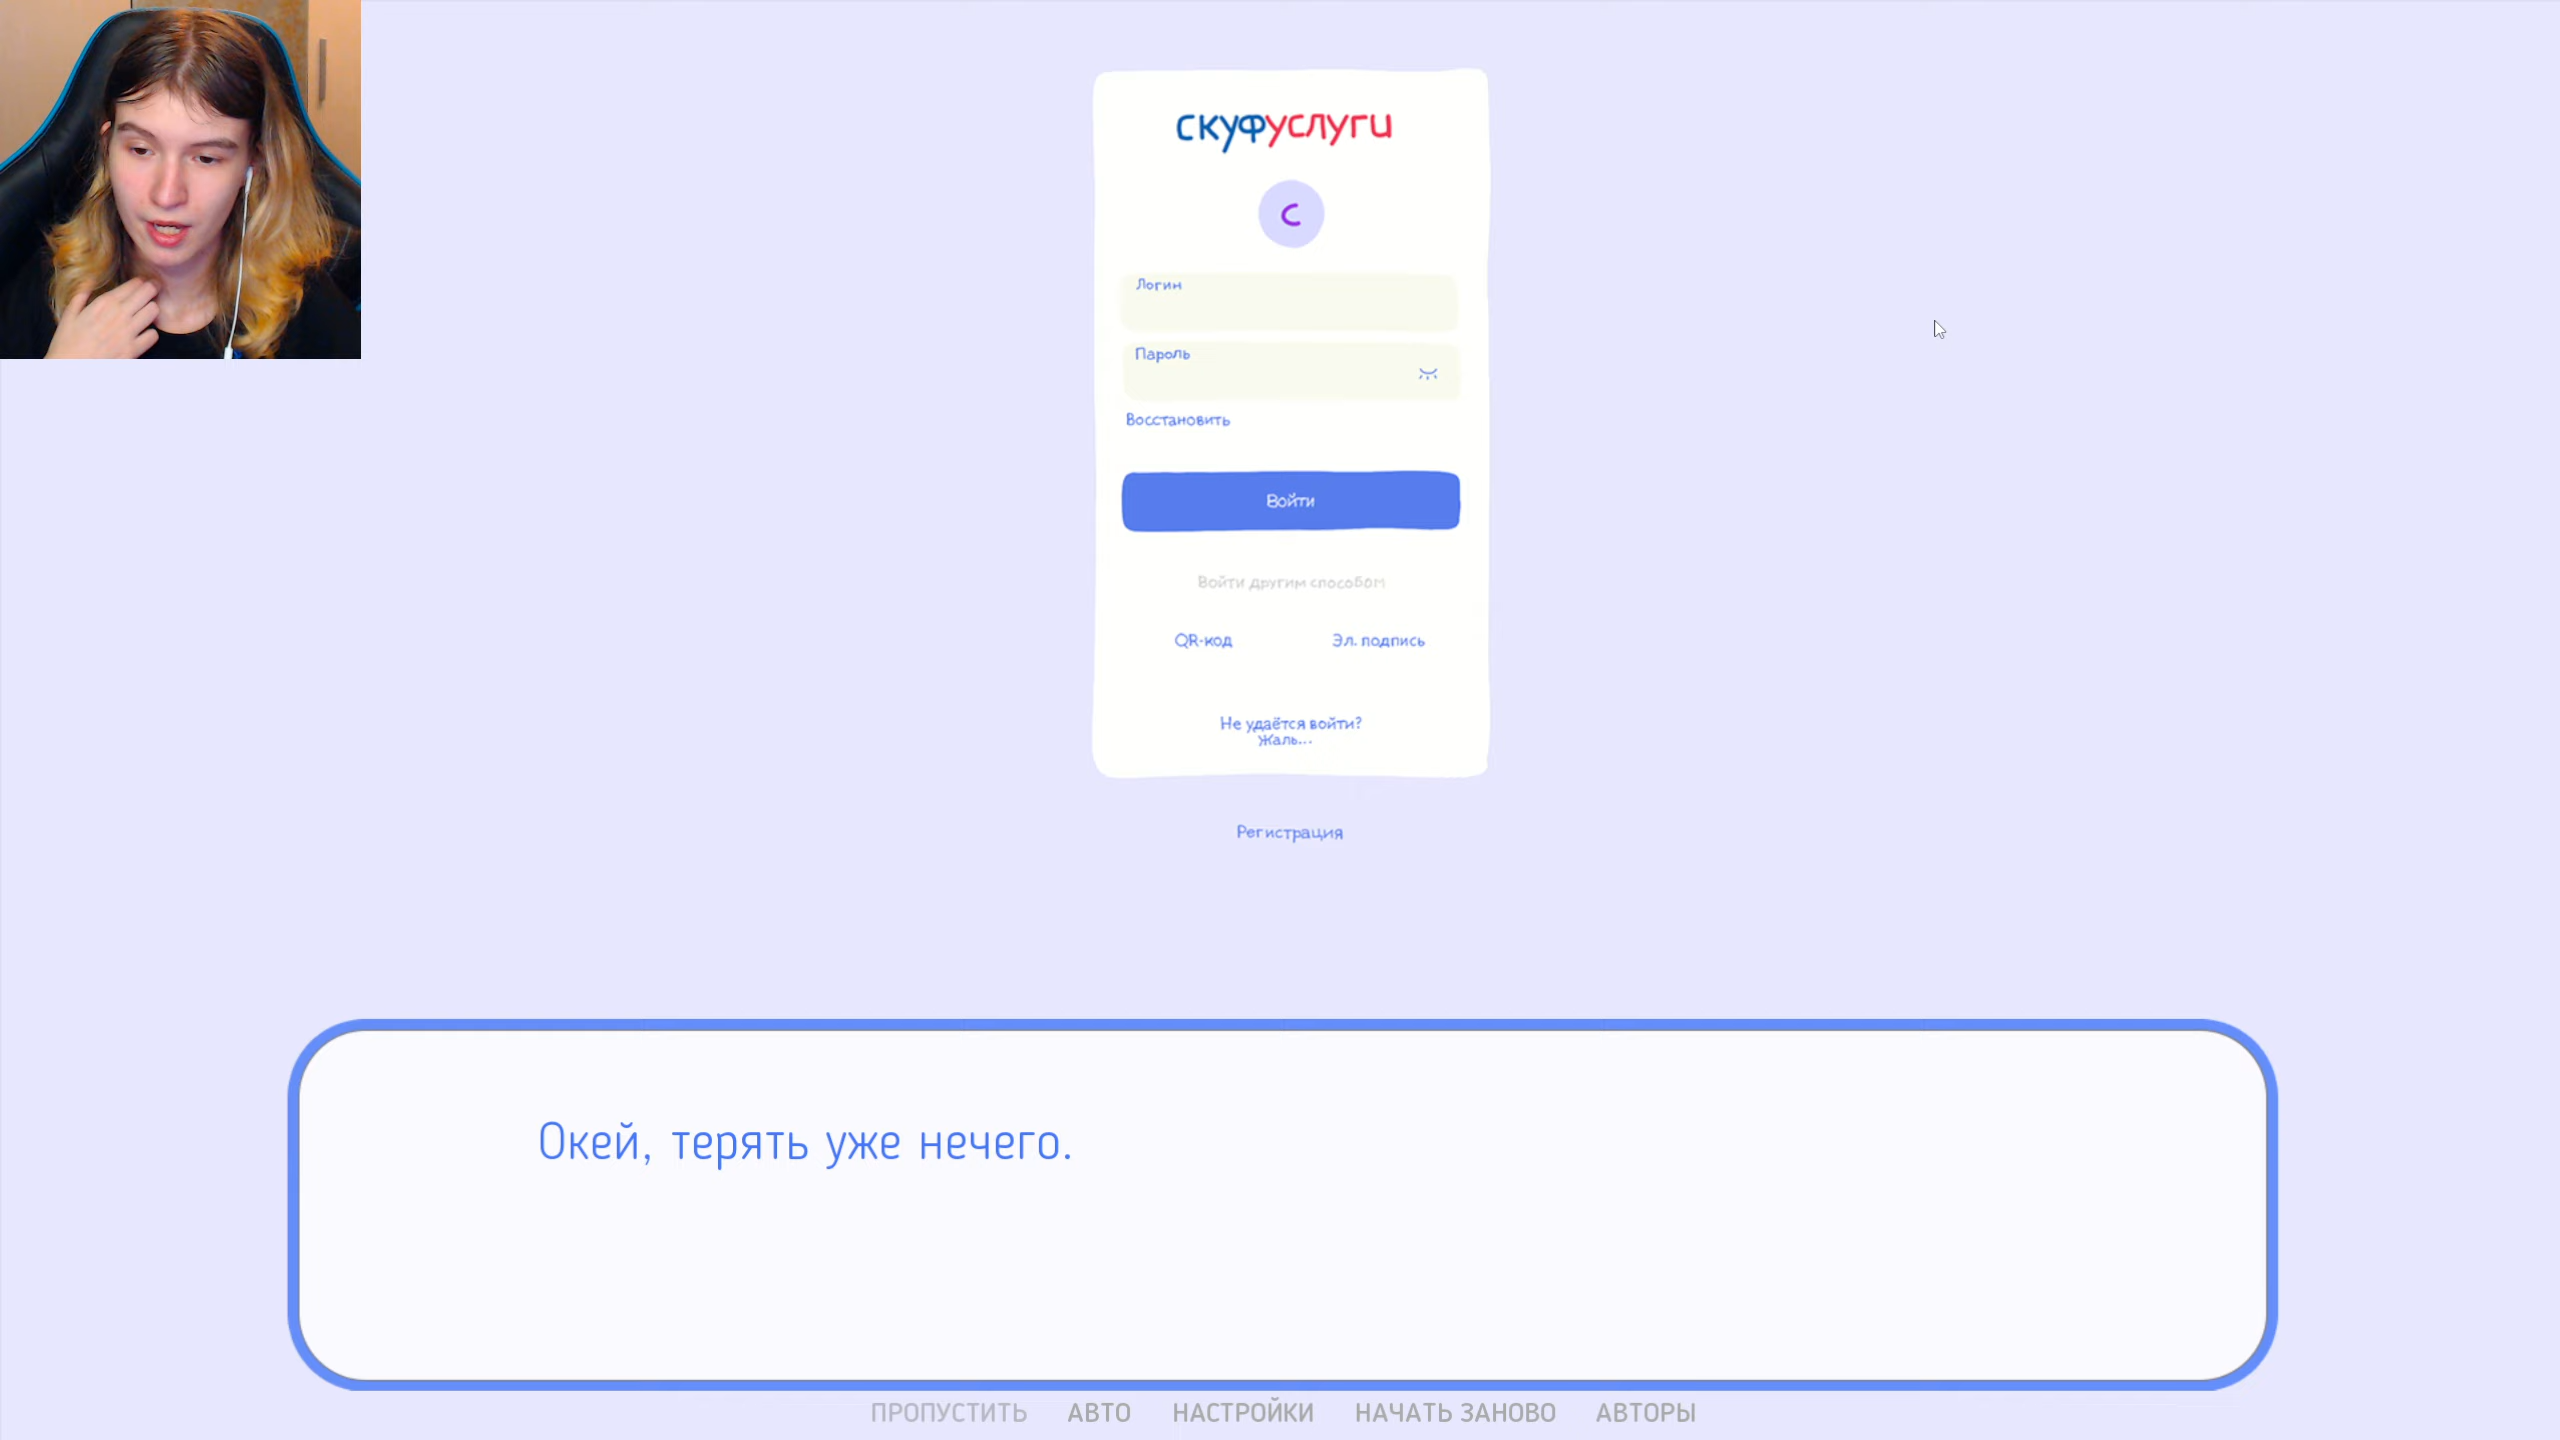 скуфуслуги
С
Логин
Пароль
Восстановить
Войти
Войти другим способом
QR-код
Эл. подпись
Не удаётся войти?
Жаль...
Регистрация
Окей, терять уже нечего.
ПРОПУСТИТЬ АВТО НАСТРОЙКИ НАЧАТЬ ЗАНОВО АВТОРЫ